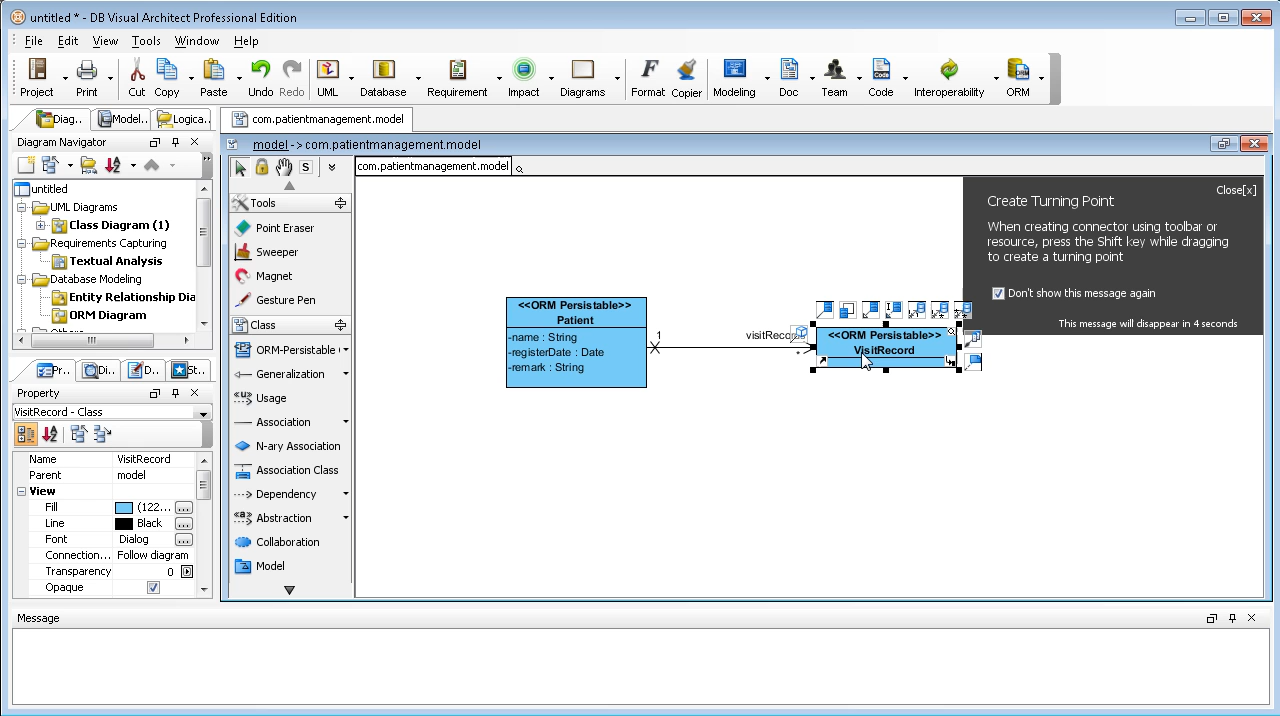 untitled * - DB Visual Architect Professional Edition
File Edit View Tools Window Help
Project Print Cut Copy Paste Undo Redo UML Database Requirement Impact Diagrams Format Copier Modeling Doc Team Code Interoperability ORM
Diag.. Model.. Logica.. com.patientmanagement.model
Diagram Navigator
model -> com.patientmanagement.model
S
com.patientmanagement.model
untitled
UML Diagrams
Class Diagram (1)
Requirements Capturing
Textual Analysis
Database Modeling
Entity Relationship Dia
ORM Diagram
Pr.. Di... D.. St..
Property
VisitRecord - Class
Name VisitRecord
Parent model
View
Fill (122...
Line Black
Font Dialog
Connection... Follow diagram
Transparency 0
Opaque
Tools
Point Eraser
Sweeper
Magnet
Gesture Pen
Class
ORM-Persistable
Generalization
Usage
Association
N-ary Association
Association Class
Dependency
Abstraction
Collaboration
Model
<<ORM Persistable>>
Patient
-name : String
-registerDate : Date
-remark : String
1
visitRecords
*
<<ORM Persistable>>
VisitRecord
Close[x]
Create Turning Point
When creating connector using toolbar or
resource, press the Shift key while dragging
to create a turning point
Don't show this message again
This message will disappear in 4 seconds
Message